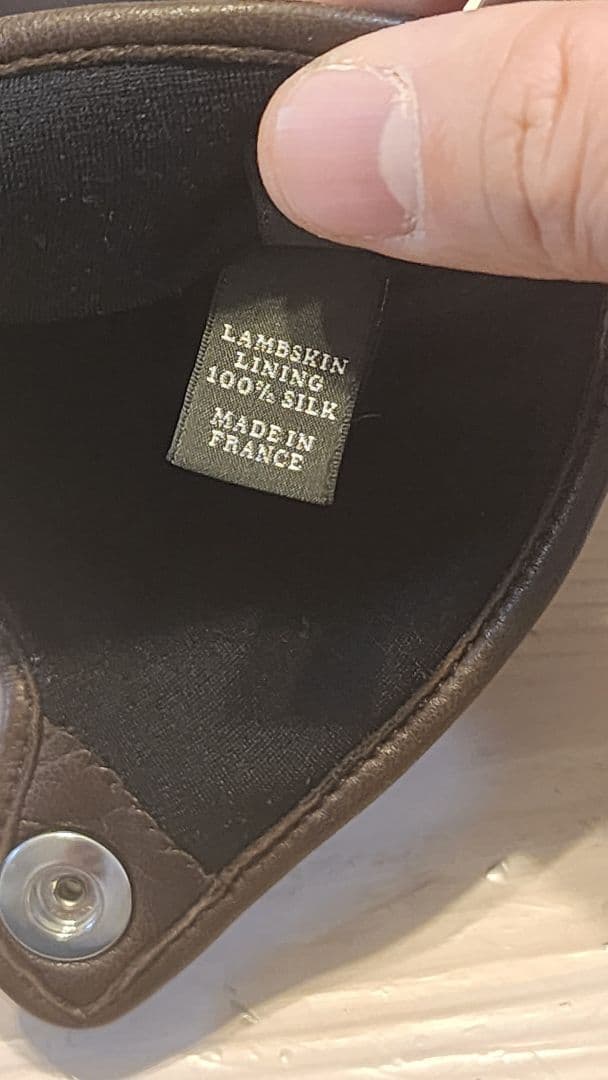 LAMBSKIN
LINING
100% SILK
MADE IN
FRANCE